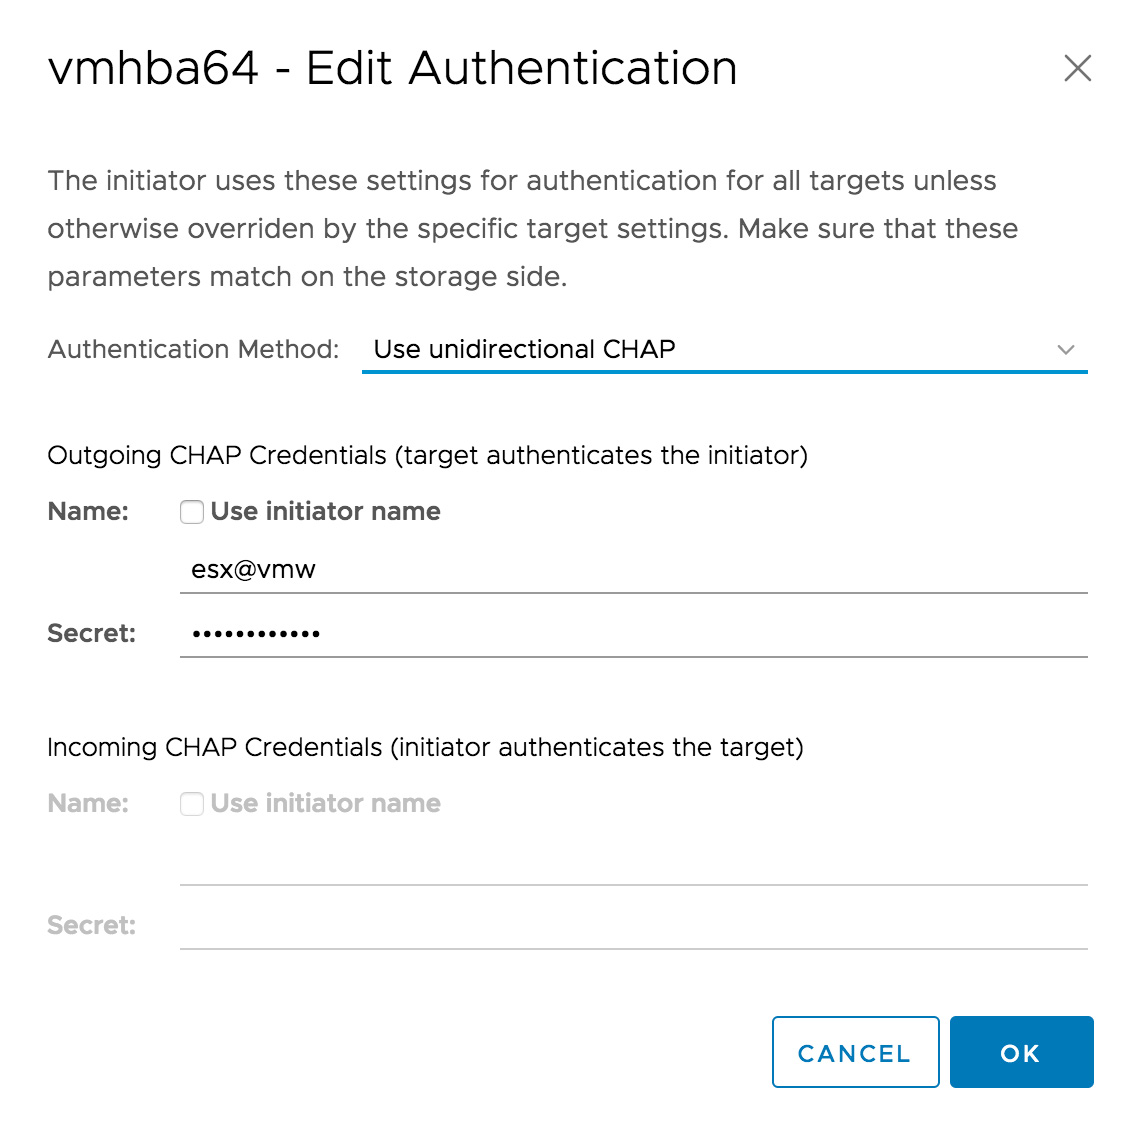 vmhba64 - Edit Authentication
The initiator uses these settings for authentication for all targets unless
otherwise overriden by the specific target settings. Make sure that these
parameters match on the storage side.
Authentication Method: Use unidirectional CHAP
Outgoing CHAP Credentials (target authenticates the initiator)
Name: Use initiator name
esx@vmw
Secret: ••••••••••••
Incoming CHAP Credentials (initiator authenticates the target)
Name: Use initiator name
Secret:
CANCEL OK